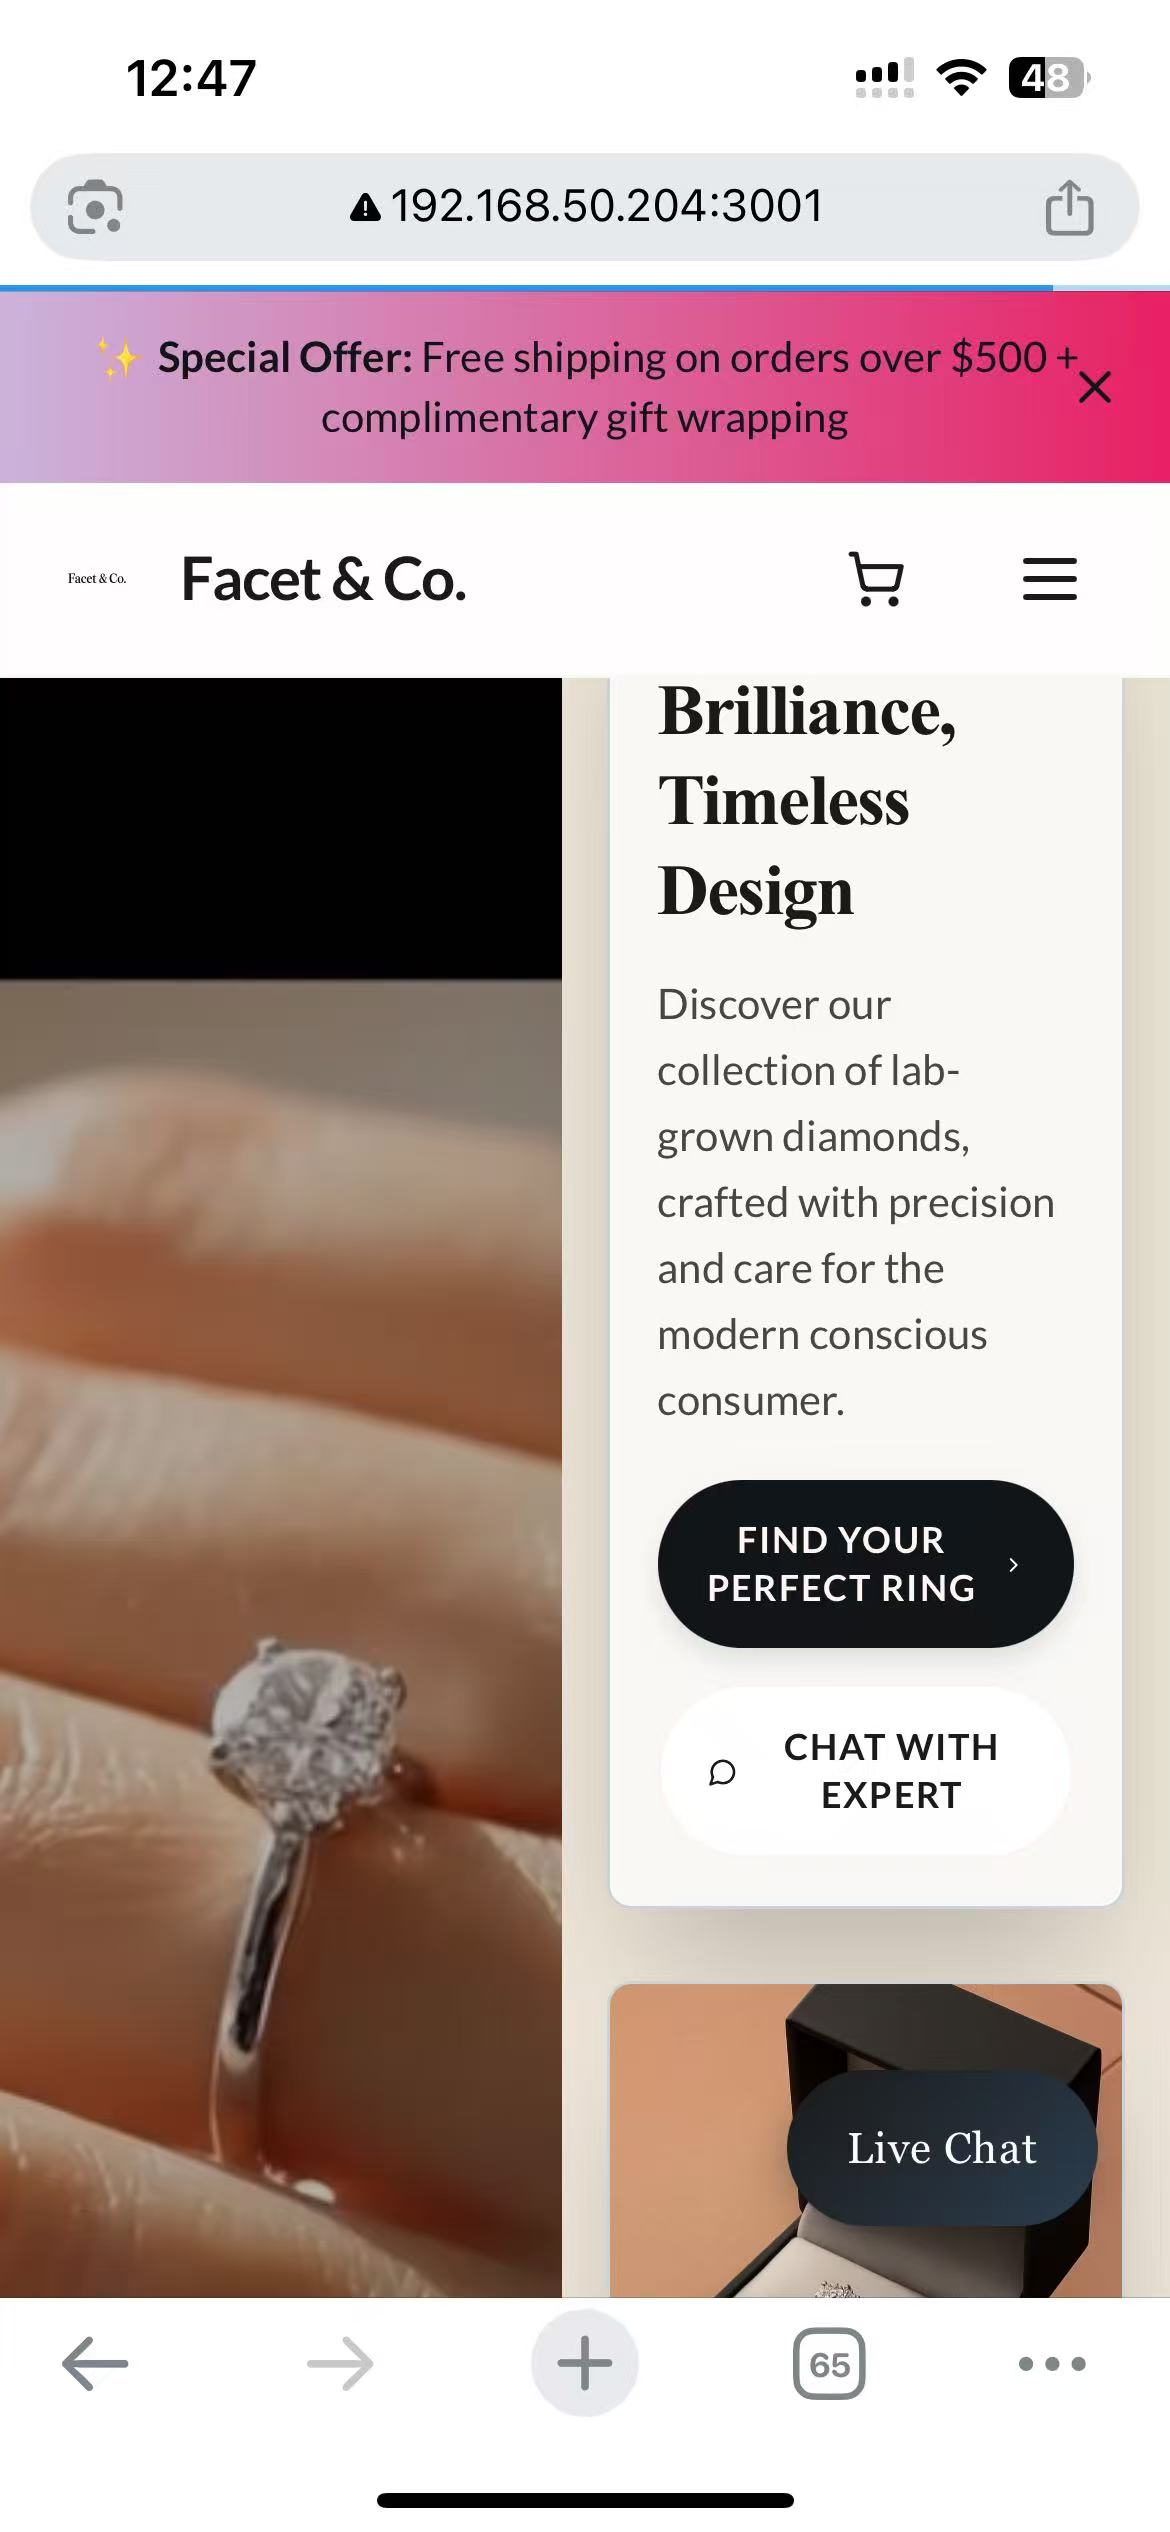 12:47
48
192.168.50.204:3001
✨ Special Offer: Free shipping on orders over $500 +
complimentary gift wrapping
Facet & Co.
Facet & Co.
Brilliance,
Timeless
Design
Discover our
collection of lab-
grown diamonds,
crafted with precision
and care for the
modern conscious
consumer.
FIND YOUR
PERFECT RING
CHAT WITH
EXPERT
Live Chat
65